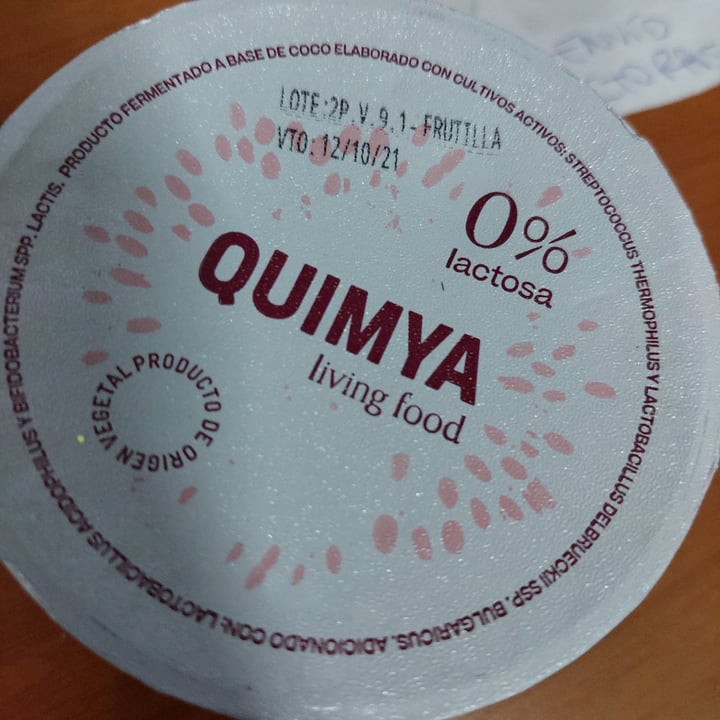 PRODUCTO FERMENTADO A BASE DE COCO ELABORADO CON CULTIVOS ACTIVOS: STREPTOCOCCUS THERMOPHILUS Y LACTOBACILLUS DELBRUECKII SSP. BULGARICUS. ADICIONADO CON: LACTOBACILLUS ACIDOPHILUS Y BIFIDOBACTERIUM SPP. LACTIS.
LOTE:2P.V.9.1-FRUTILLA
VTO:12/10/21
0%
lactosa
QUIMYA
living food
PRODUCTO DE ORIGEN VEGETAL